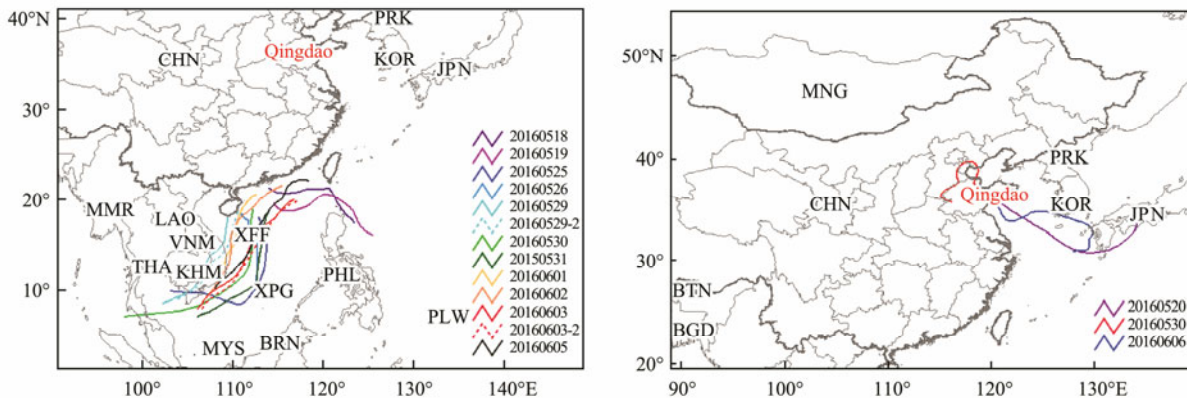 40°N
PRK
Qingdao
CHN
KOR
JPN
30°
20°
MMR
LAO
VNM
XFF
THA
KHM
PHL
10°
XPG
PLW
MYS
BRN
20160518
20160519
20160525
20160526
20160529
20160529-2
20160530
20150531
20160601
20160602
20160603
20160603-2
20160605
100°
110°
120°
130°
140°E
50°N
MNG
40°
PRK
Qingdao
CHN
KOR
JPN
30°
BTN
BGD
20160520
20160530
20160606
20°
90°
100°
110°
120°
130°E